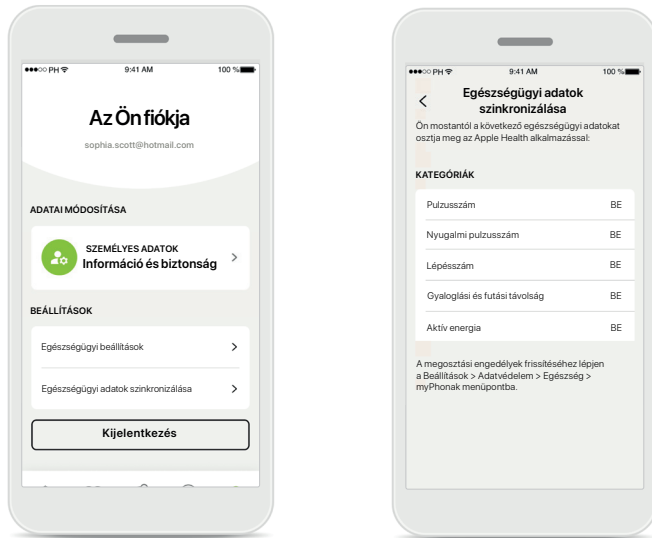 ●●●○○ PH 9:41 AM 100 %
Az Ön fiókja
sophia.scott@hotmail.com
ADATAI MÓDOSÍTÁSA
SZEMÉLYES ADATOK
Információ és biztonság
BEÁLLÍTÁSOK
Egészségügyi beállítások
Egészségügyi adatok szinkronizálása
Kijelentkezés
●●●○○ PH 9:41 AM 100 %
Egészségügyi adatok
szinkronizálása
Ön mostantól a következő egészségügyi adatokat
osztja meg az Apple Health alkalmazással:
KATEGÓRIÁK
Pulzusszám BE
Nyugalmi pulzusszám BE
Lépésszám BE
Gyaloglási és futási távolság BE
Aktív energia BE
A megosztási engedélyek frissítéséhez lépjen
a Beállítások > Adatvédelem > Egészség >
myPhonak menüpontba.